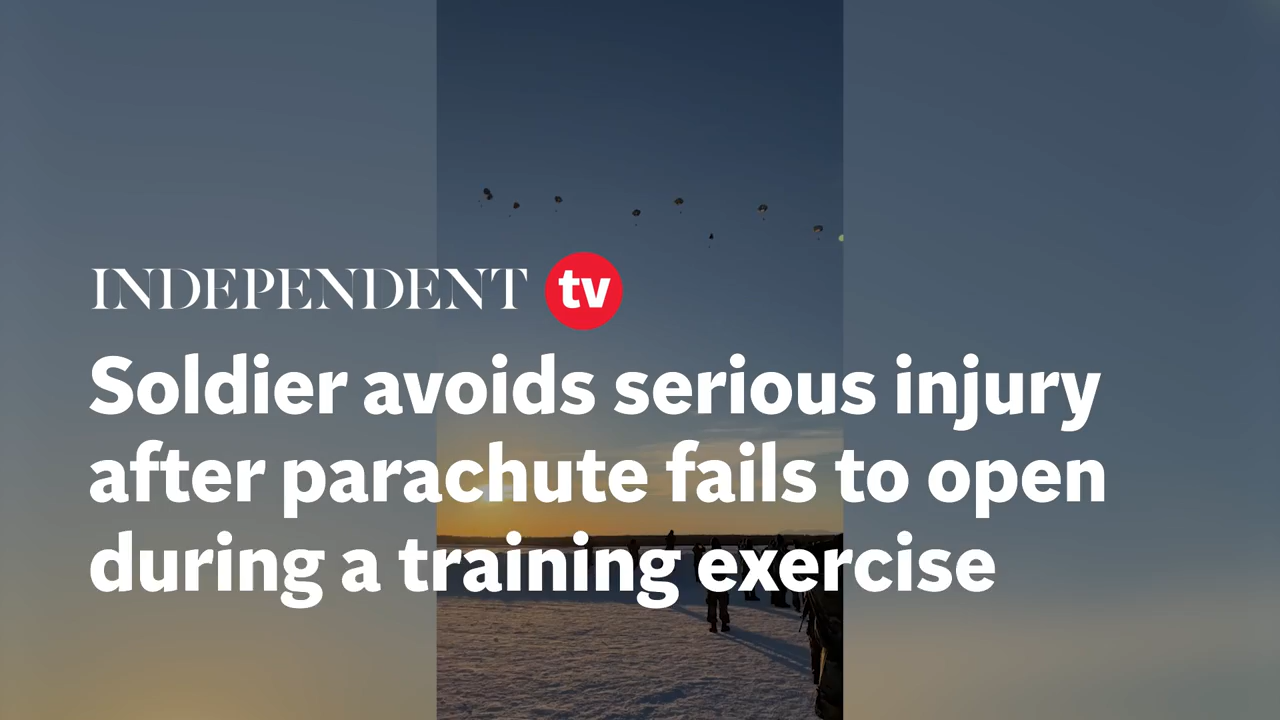 INDEPENDENT tv
Soldier avoids serious injury
after parachute fails to open
during a training exercise